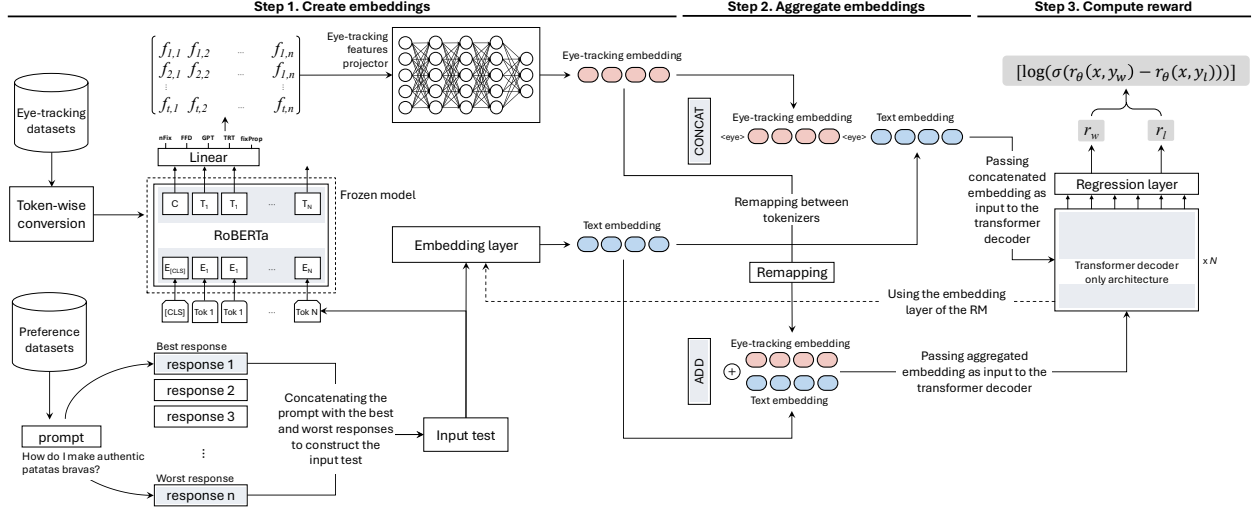 Step 1. Create embeddings
Step 2. Aggregate embeddings
Step 3. Compute reward
Eye-tracking
datasets
Token-wise
conversion
f1,1 f1,2 ... f1,n
f2,1 f2,2 ... f1,n
⋮ ⋮
ft,1 ft,2 ... ft,n
nFix FFD GPT TRT fixProp
Linear
Frozen model
C T1 T1 ... TN
RoBERTa
E[CLS] E1 E1 ... EN
[CLS] Tok 1 Tok 1 ... Tok N
Eye-tracking
features
projector
Eye-tracking embedding
Embedding layer
Text embedding
Preference
datasets
prompt
How do I make authentic
patatas bravas?
Best response
response 1
response 2
response 3
⋮
Worst response
response n
Concatenating the
prompt with the best
and worst responses
to construct the
input test
Input test
CONCAT
Eye-tracking embedding
Text embedding
<eye> <eye>
Remapping between
tokenizers
Remapping
Using the embedding
layer of the RM
ADD
Eye-tracking embedding
+
Text embedding
Passing aggregated
embedding as input to the
transformer decoder
Passing
concatenated
embedding as
input to the
transformer
decoder
[log(σ(rθ(x, yw) − rθ(x, yl)))]
rw rl
Regression layer
Transformer decoder
only architecture
x N